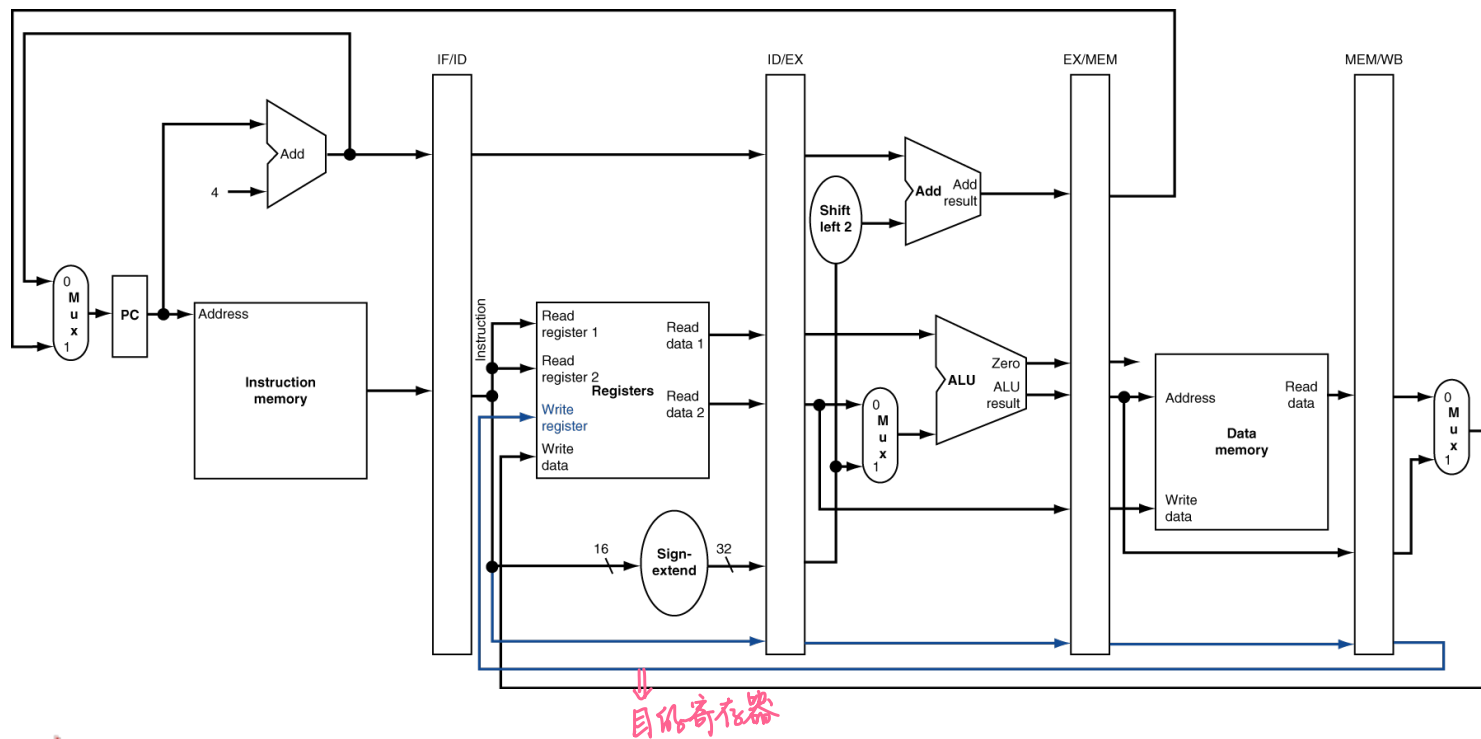 IF/ID
ID/EX
EX/MEM
MEM/WB
Add
4
Shift
left 2
Add
Add
result
0
M
u
x
1
PC
Address
Instruction
memory
Instruction
Read
register 1
Read
register 2
Write
register
Write
data
Registers
Read
data 1
Read
data 2
0
M
u
x
1
ALU
Zero
ALU
result
Address
Read
data
Data
memory
Write
data
0
M
u
x
1
16
Sign-
extend
32
目的寄存器